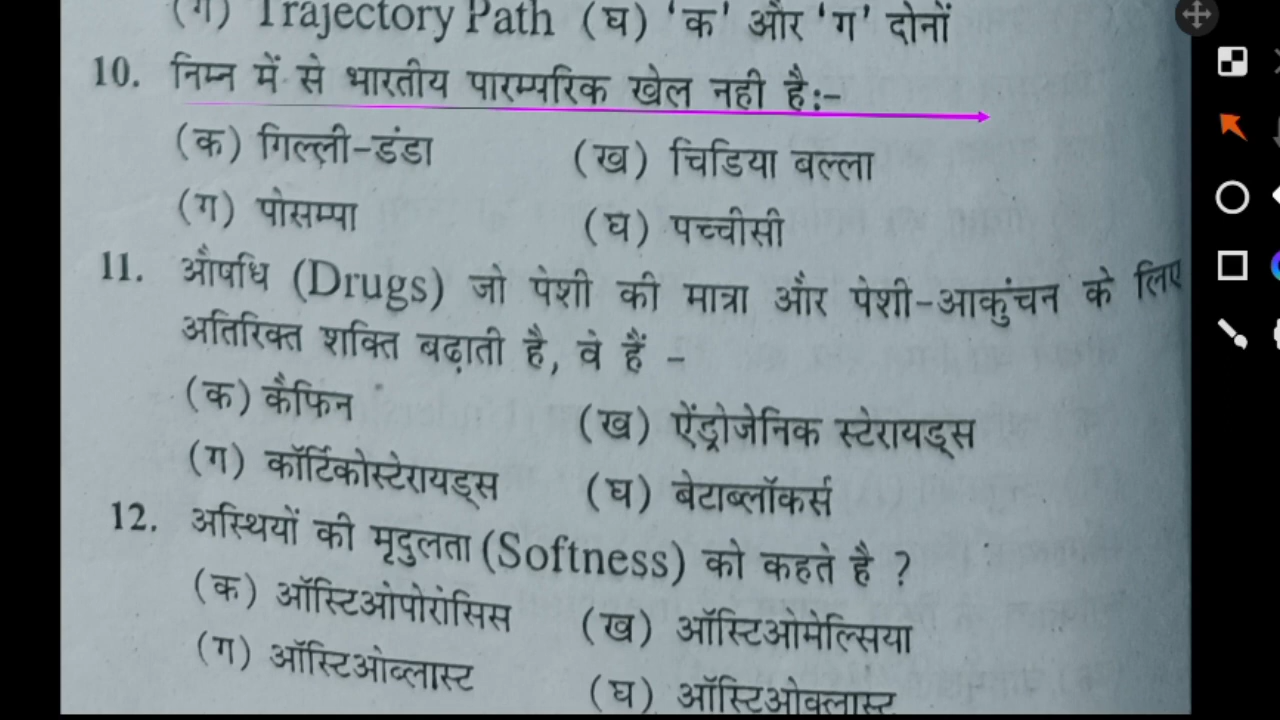 (ग) Trajectory Path (घ) 'क' और 'ग' दोनों
10. निम्न में से भारतीय पारम्परिक खेल नही है:-
(क) गिल्ली-डंडा (ख) चिडिया बल्ला
(ग) पोसम्पा (घ) पच्चीसी
11. औषधि (Drugs) जो पेशी की मात्रा और पेशी-आकुंचन के लिए
अतिरिक्त शक्ति बढ़ाती है, वे हैं -
(क) कैफिन (ख) ऐंड्रोजेनिक स्टेरायड्स
(ग) कॉर्टिकोस्टेरायड्स (घ) बेटाब्लॉकर्स
12. अस्थियों की मृदुलता (Softness) को कहते है ?
(क) ऑस्टिओपोरोसिस (ख) ऑस्टिओमेल्सिया
(ग) ऑस्टिओब्लास्ट (घ) ऑस्टिओक्लास्ट